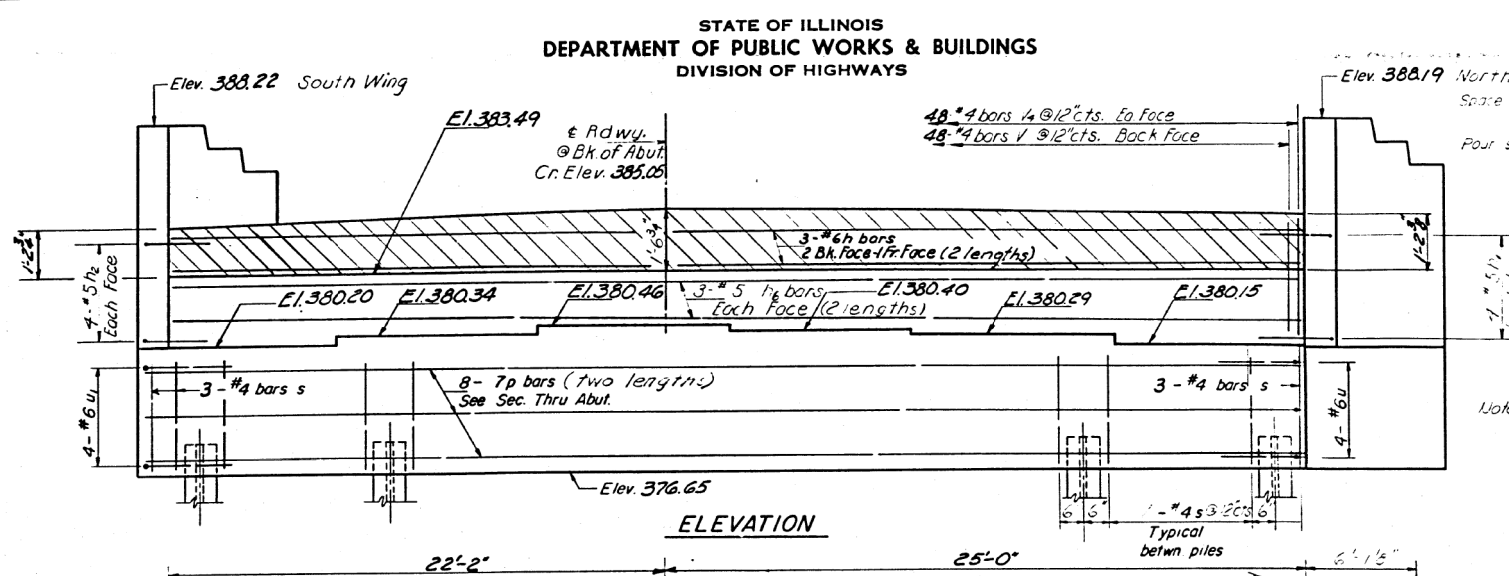 STATE OF ILLINOIS
DEPARTMENT OF PUBLIC WORKS & BUILDINGS
DIVISION OF HIGHWAYS
Elev. 388.22 South Wing
Elev. 388.19 North
Space
Pour s
El. 383.49
℄ Rdwy.
@ Bk. of Abut.
Cr. Elev. 385.05
48-#4 bars @ 12" cts. Ea Face
48-#4 bars V @ 12" cts. Back Face
1'-2¾"
4-#5 h2
Each Face
1'-6¾"
3-#6h bars
2 Bk. Face-1 Fr. Face (2 lengths)
El. 380.20
El. 380.34
El. 380.46
3-#5 h6 bars
Each Face (2 lengths)
El. 380.40
El. 380.29
El. 380.15
4-#6 u1
3-#4 bars s
8-7p bars (two lengths)
See Sec. Thru Abut.
3-#4 bars s
4-#6u
Note
Elev. 376.65
ELEVATION
6" 6" -#4 s @ 12" cts 6"
Typical
betwn. piles
22'-2"
25'-0"